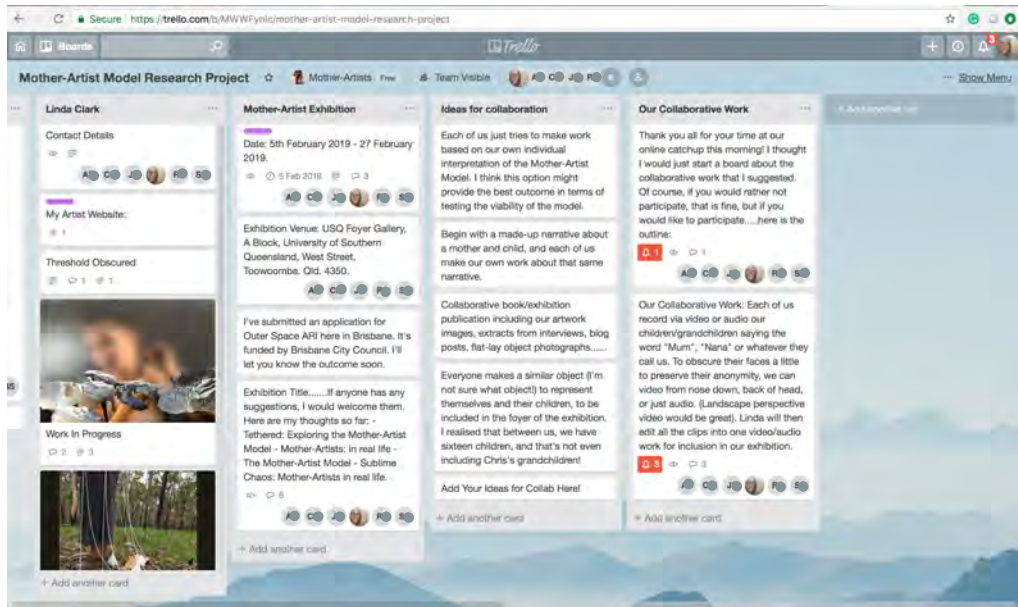 Secure https://trello.com/b/MWWFynic/mother-artist-model-research-project
Boards
Trello
3
Mother-Artist Model Research Project
Mother-Artists Free
Team Visible
Show Menu
Linda Clark
Contact Details
My Artist Website:
1
Threshold Obscured
1 1
Work In Progress
2 3
+ Add another card
Mother-Artist Exhibition
Date: 5th February 2019 - 27 February
2019.
5 Feb 2019 3
Exhibition Venue: USQ Foyer Gallery,
A Block, University of Southern
Queensland, West Street,
Toowoomba. Qld. 4350.
I've submitted an application for
Outer Space ARI here in Brisbane. It's
funded by Brisbane City Council. I'll
let you know the outcome soon.
Exhibition Title.......If anyone has any
suggestions, I would welcome them.
Here are my thoughts so far: -
Tethered: Exploring the Mother-Artist
Model - Mother-Artists: in real life -
The Mother-Artist Model - Sublime
Chaos: Mother-Artists in real life.
6
+ Add another card
Ideas for collaboration
Each of us just tries to make work
based on our own individual
interpretation of the Mother-Artist
Model. I think this option might
provide the best outcome in terms of
testing the viability of the model.
Begin with a made-up narrative about
a mother and child, and each of us
make our own work about that same
narrative.
Collaborative book/exhibition
publication including our artwork
images, extracts from interviews, blog
posts, flat-lay object photographs......
Everyone makes a similar object (I'm
not sure what object!) to represent
themselves and their children, to be
included in the foyer of the exhibition.
I realised that between us, we have
sixteen children, and that's not even
including Chris's grandchildren!
Add Your Ideas for Collab Here!
+ Add another card
Our Collaborative Work
Thank you all for your time at our
online catchup this morning! I thought
I would just start a board about the
collaborative work that I suggested.
Of course, if you would rather not
participate, that is fine, but if you
would like to participate.....here is the
outline:
1 1
Our Collaborative Work: Each of us
record via video or audio our
children/grandchildren saying the
word "Mum", "Nana" or whatever they
call us. To obscure their faces a little
to preserve their anonymity, we can
video from nose down, back of head,
or just audio. (Landscape perspective
video would be great). Linda will then
edit all the clips into one video/audio
work for inclusion in our exhibition.
3 3
+ Add another card
+ Add another list